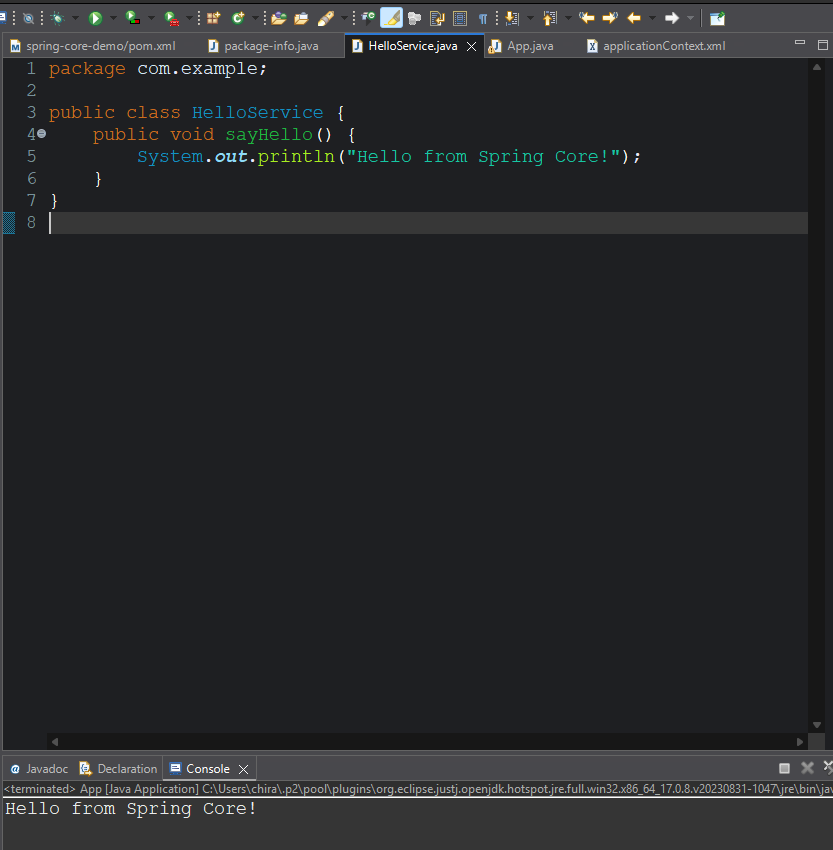 spring-core-demo/pom.xml package-info.java HelloService.java App.java applicationContext.xml
1 package com.example;
2
3 public class HelloService {
4 public void sayHello() {
5 System.out.println("Hello from Spring Core!");
6 }
7 }
8
@ Javadoc Declaration Console
<terminated> App [Java Application] C:\Users\chira\.p2\pool\plugins\org.eclipse.justj.openjdk.hotspot.jre.full.win32.x86_64_17.0.8.v20230831-1047\jre\bin\jav
Hello from Spring Core!